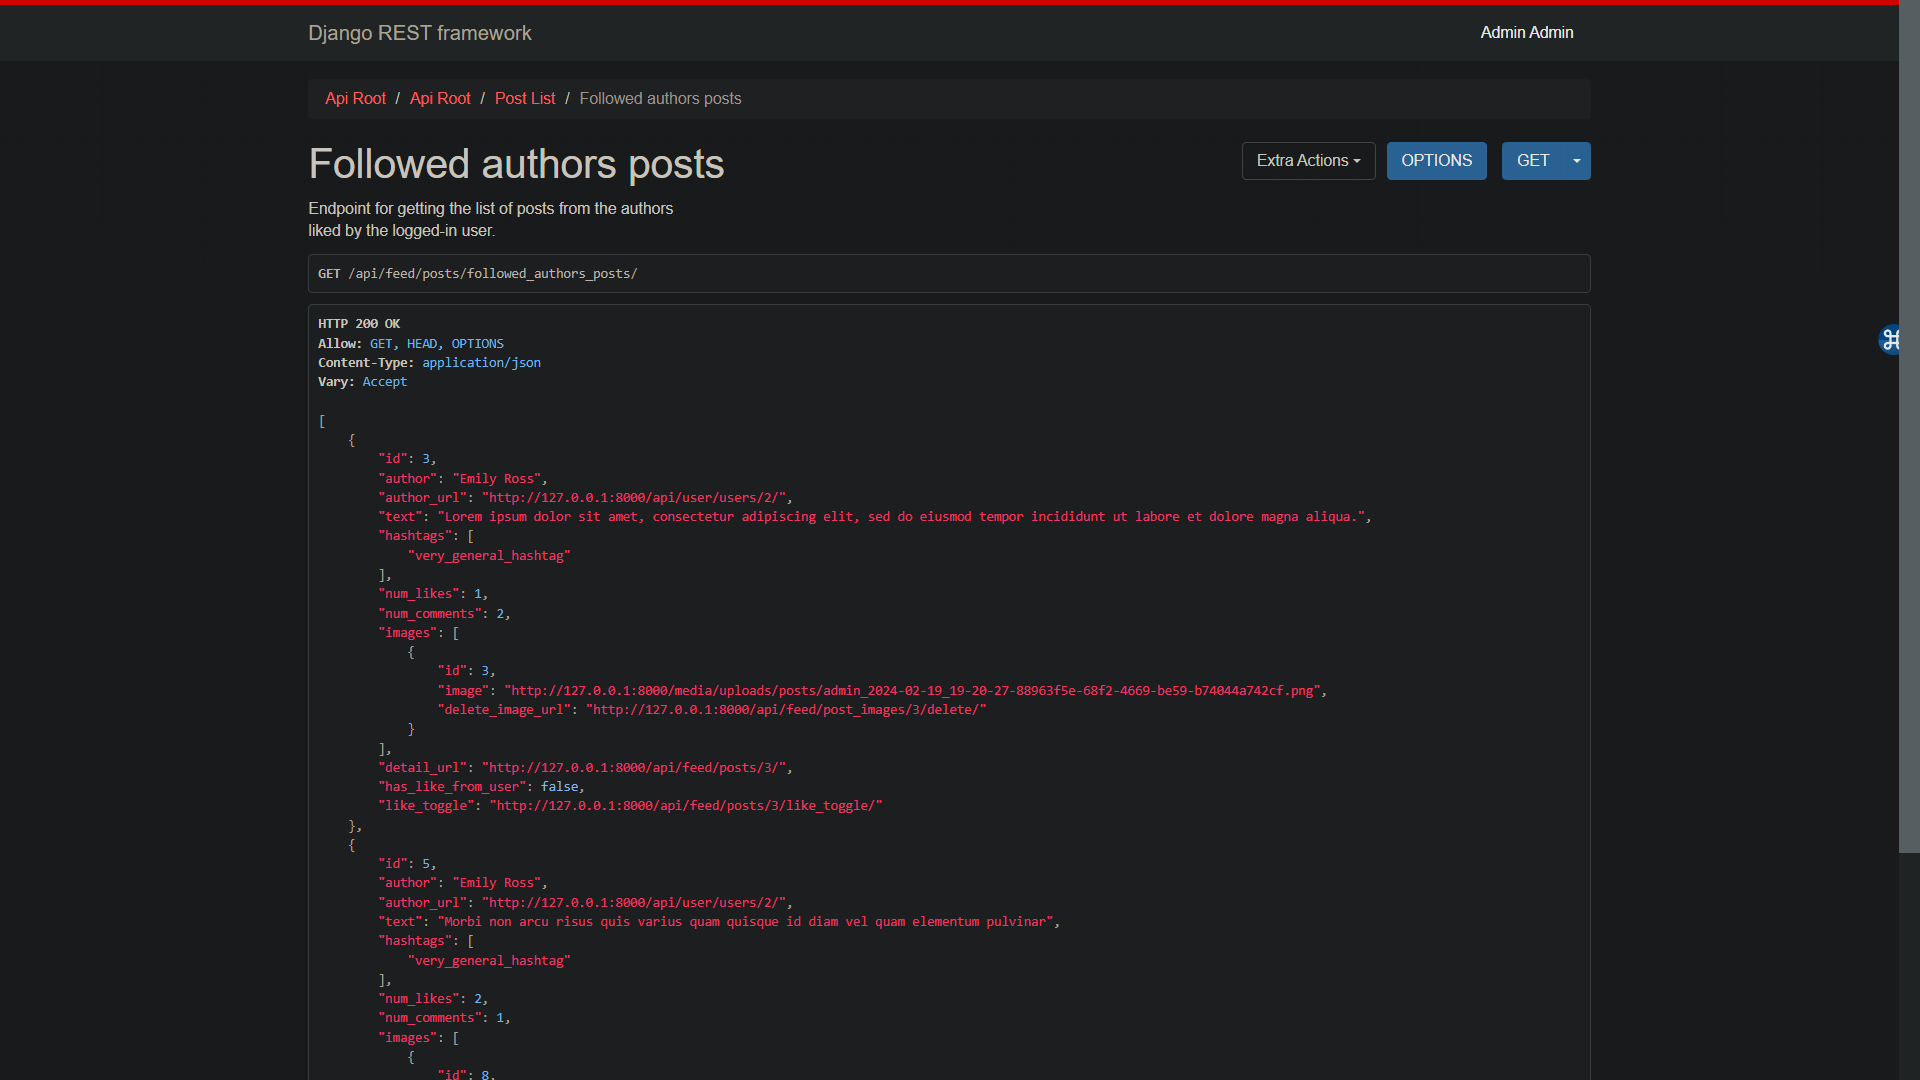 Django REST framework
Admin Admin
Api Root / Api Root / Post List / Followed authors posts
Followed authors posts
Extra Actions
OPTIONS
GET
Endpoint for getting the list of posts from the authors
liked by the logged-in user.
GET /api/feed/posts/followed_authors_posts/
HTTP 200 OK
Allow: GET, HEAD, OPTIONS
Content-Type: application/json
Vary: Accept
[
    {
        "id": 3,
        "author": "Emily Ross",
        "author_url": "http://127.0.0.1:8000/api/user/users/2/",
        "text": "Lorem ipsum dolor sit amet, consectetur adipiscing elit, sed do eiusmod tempor incididunt ut labore et dolore magna aliqua.",
        "hashtags": [
            "very_general_hashtag"
        ],
        "num_likes": 1,
        "num_comments": 2,
        "images": [
            {
                "id": 3,
                "image": "http://127.0.0.1:8000/media/uploads/posts/admin_2024-02-19_19-20-27-88963f5e-68f2-4669-be59-b74044a742cf.png",
                "delete_image_url": "http://127.0.0.1:8000/api/feed/post_images/3/delete/"
            }
        ],
        "detail_url": "http://127.0.0.1:8000/api/feed/posts/3/",
        "has_like_from_user": false,
        "like_toggle": "http://127.0.0.1:8000/api/feed/posts/3/like_toggle/"
    },
    {
        "id": 5,
        "author": "Emily Ross",
        "author_url": "http://127.0.0.1:8000/api/user/users/2/",
        "text": "Morbi non arcu risus quis varius quam quisque id diam vel quam elementum pulvinar",
        "hashtags": [
            "very_general_hashtag"
        ],
        "num_likes": 2,
        "num_comments": 1,
        "images": [
            {
                "id": 8,